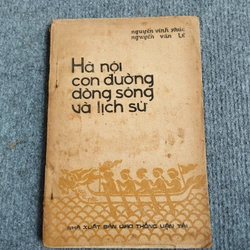 nguyễn vinh phúc
nguyễn văn lê
Hà nội
con đường
dòng sông
và lịch sử
NHÀ XUẤT BẢN GIAO THÔNG VẬN TẢI